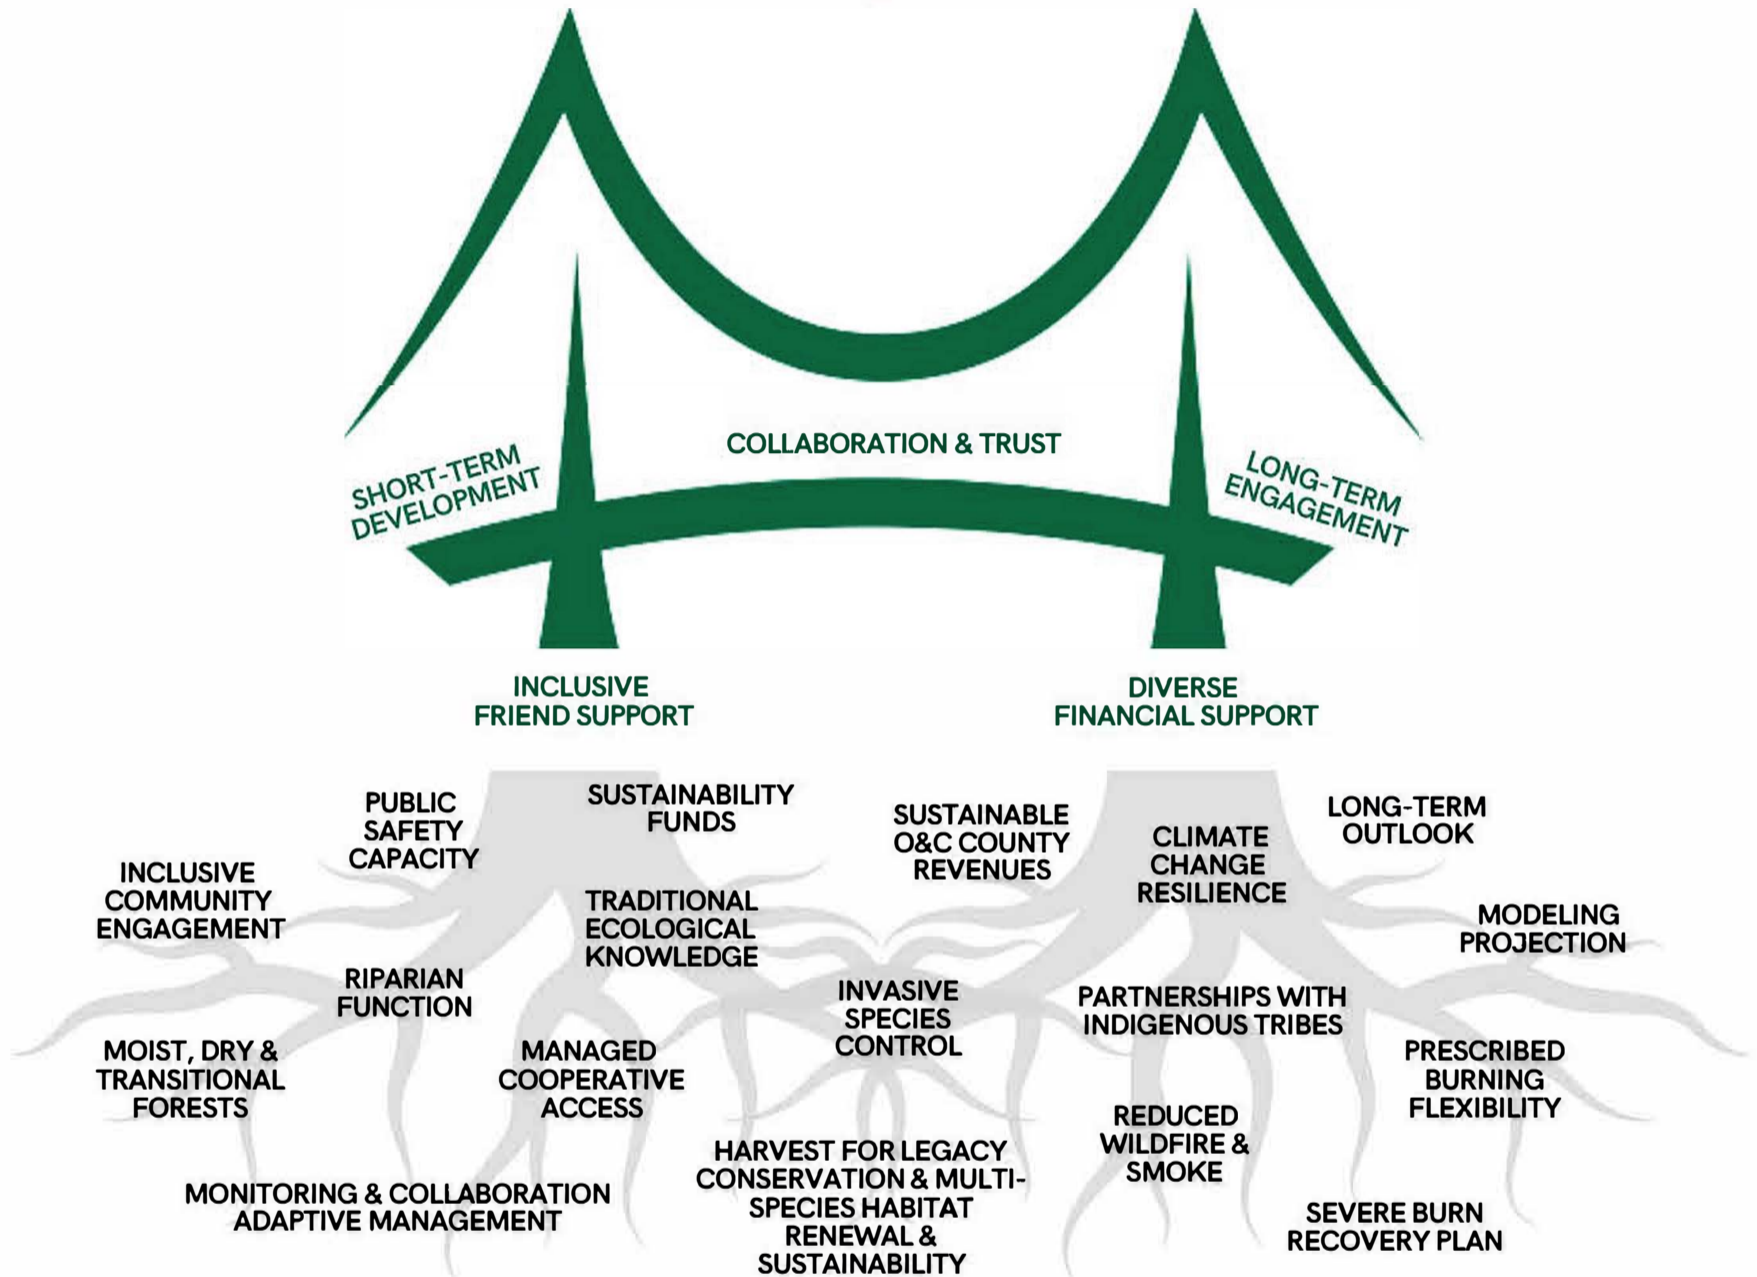 COLLABORATION & TRUST
SHORT-TERM
DEVELOPMENT
LONG-TERM
ENGAGEMENT
INCLUSIVE
FRIEND SUPPORT
DIVERSE
FINANCIAL SUPPORT
PUBLIC
SAFETY
CAPACITY
SUSTAINABILITY
FUNDS
SUSTAINABLE
O&C COUNTY
REVENUES
CLIMATE
CHANGE
RESILIENCE
LONG-TERM
OUTLOOK
INCLUSIVE
COMMUNITY
ENGAGEMENT
TRADITIONAL
ECOLOGICAL
KNOWLEDGE
MODELING
PROJECTION
RIPARIAN
FUNCTION
INVASIVE
SPECIES
CONTROL
PARTNERSHIPS WITH
INDIGENOUS TRIBES
MOIST, DRY &
TRANSITIONAL
FORESTS
MANAGED
COOPERATIVE
ACCESS
PRESCRIBED
BURNING
FLEXIBILITY
REDUCED
WILDFIRE &
SMOKE
HARVEST FOR LEGACY
CONSERVATION & MULTI-
SPECIES HABITAT
RENEWAL &
SUSTAINABILITY
MONITORING & COLLABORATION
ADAPTIVE MANAGEMENT
SEVERE BURN
RECOVERY PLAN